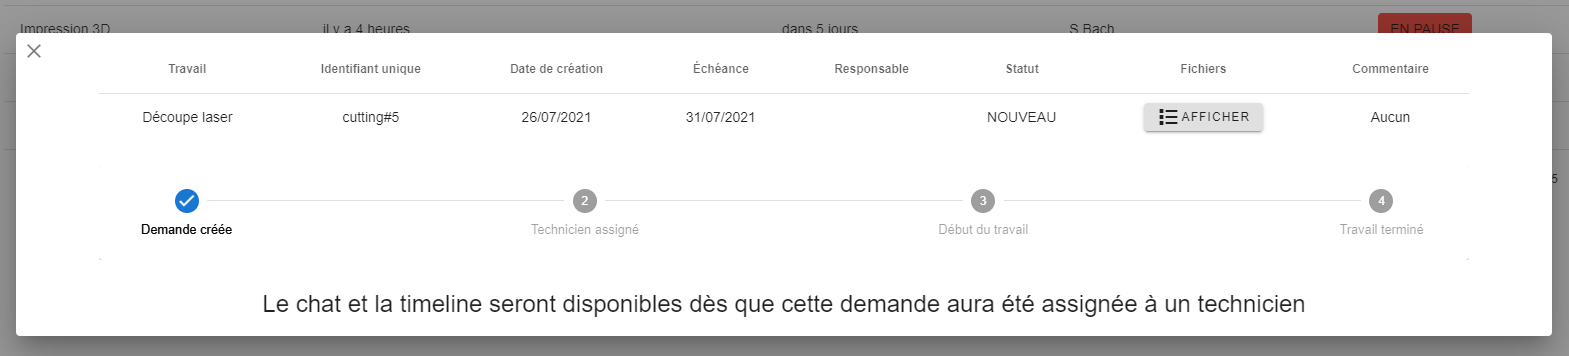 Impression 3D il y a 4 heures dans 5 jours S Bach EN PAUSE
Travail Identifiant unique Date de création Échéance Responsable Statut Fichiers Commentaire
Découpe laser cutting#5 26/07/2021 31/07/2021 NOUVEAU AFFICHER Aucun
5
2 3 4
Demande créée Technicien assigné Début du travail Travail terminé
Le chat et la timeline seront disponibles dès que cette demande aura été assignée à un technicien